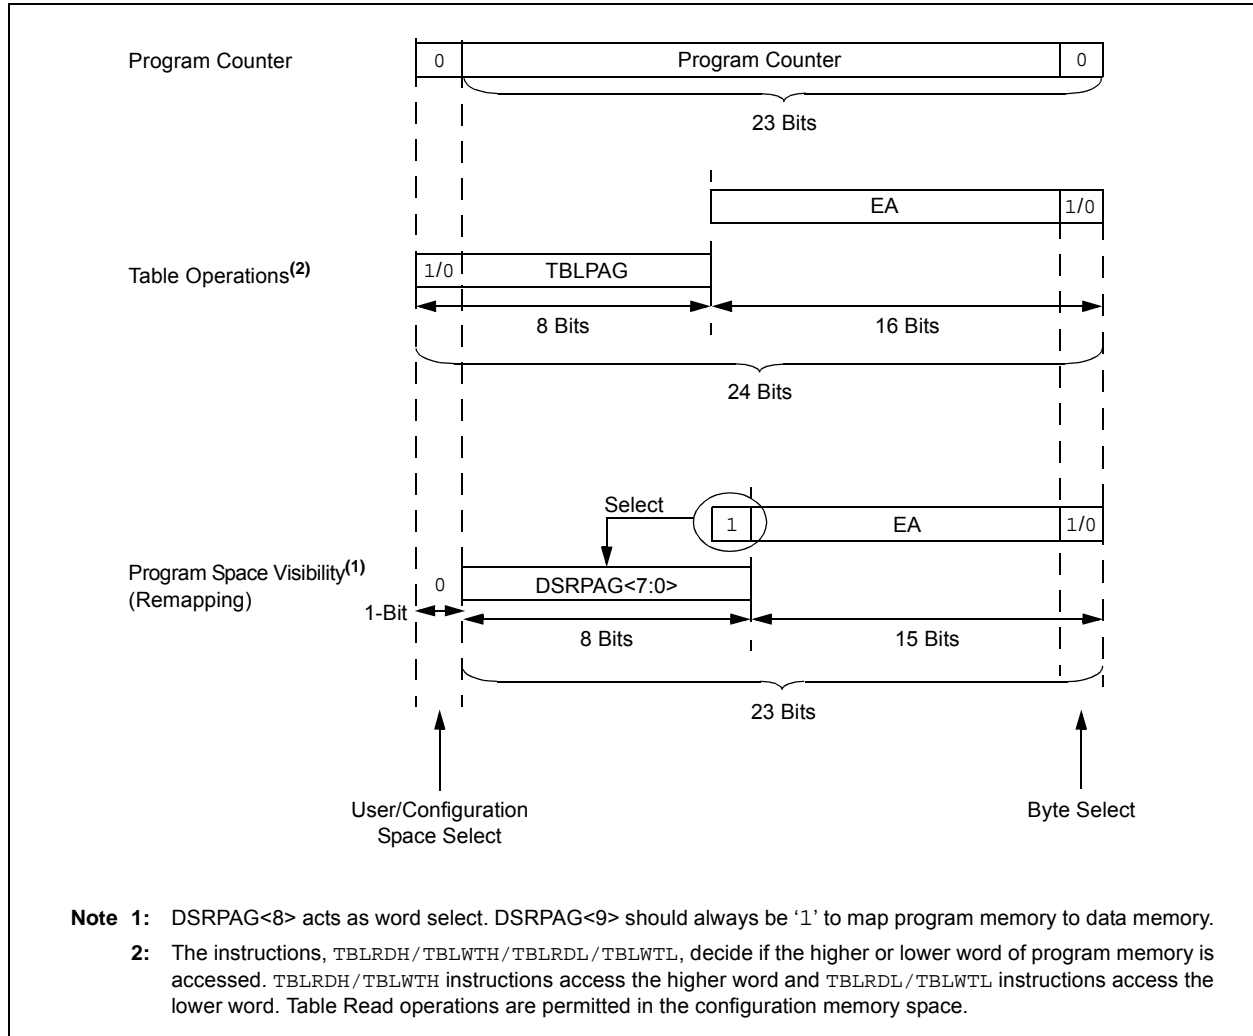 Program Counter
0
Program Counter
0
23 Bits
EA
1/0
Table Operations(2)
1/0
TBLPAG
8 Bits
16 Bits
24 Bits
Select
1
EA
1/0
Program Space Visibility(1)
(Remapping)
0
DSRPAG<7:0>
1-Bit
8 Bits
15 Bits
23 Bits
User/Configuration
Space Select
Byte Select
Note 1: DSRPAG<8> acts as word select. DSRPAG<9> should always be ‘1’ to map program memory to data memory.
2: The instructions, TBLRDH/TBLWTH/TBLRDL/TBLWTL, decide if the higher or lower word of program memory is
accessed. TBLRDH/TBLWTH instructions access the higher word and TBLRDL/TBLWTL instructions access the
lower word. Table Read operations are permitted in the configuration memory space.